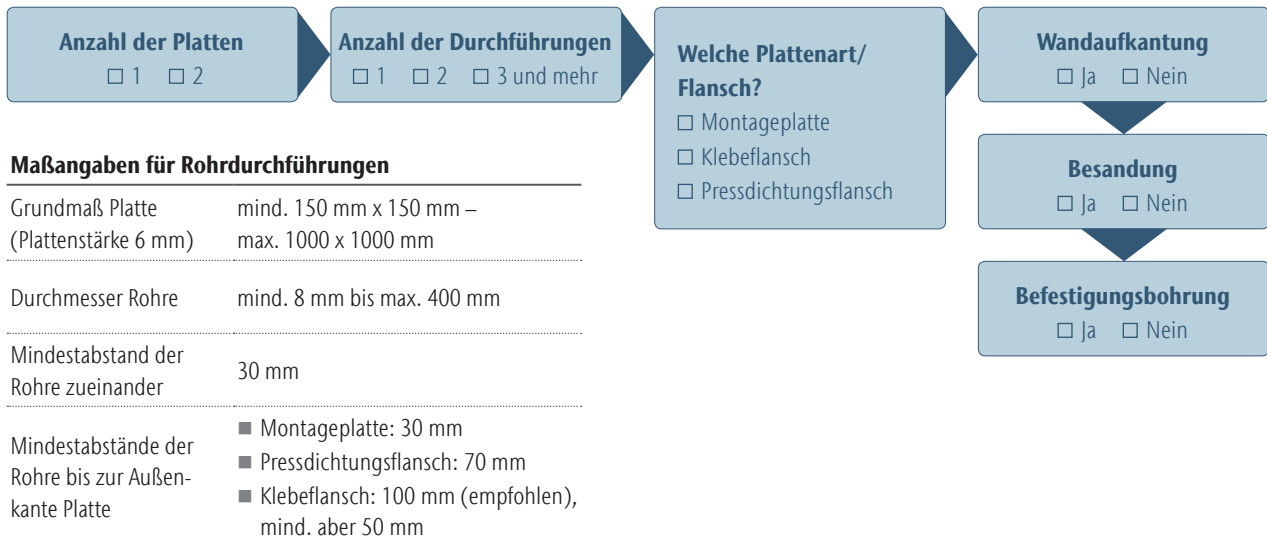 Anzahl der Platten
☐ 1 ☐ 2
Anzahl der Durchführungen
☐ 1 ☐ 2 ☐ 3 und mehr
Welche Plattenart/
Flansch?
☐ Montageplatte
☐ Klebeflansch
☐ Pressdichtungsflansch
Wandaufkantung
☐ Ja ☐ Nein
Besandung
☐ Ja ☐ Nein
Befestigungsbohrung
☐ Ja ☐ Nein
Maßangaben für Rohrdurchführungen
Grundmaß Platte
(Plattenstärke 6 mm)
mind. 150 mm x 150 mm –
max. 1000 x 1000 mm
Durchmesser Rohre
mind. 8 mm bis max. 400 mm
Mindestabstand der
Rohre zueinander
30 mm
Mindestabstände der
Rohre bis zur Außen-
kante Platte
■ Montageplatte: 30 mm
■ Pressdichtungsflansch: 70 mm
■ Klebeflansch: 100 mm (empfohlen),
mind. aber 50 mm